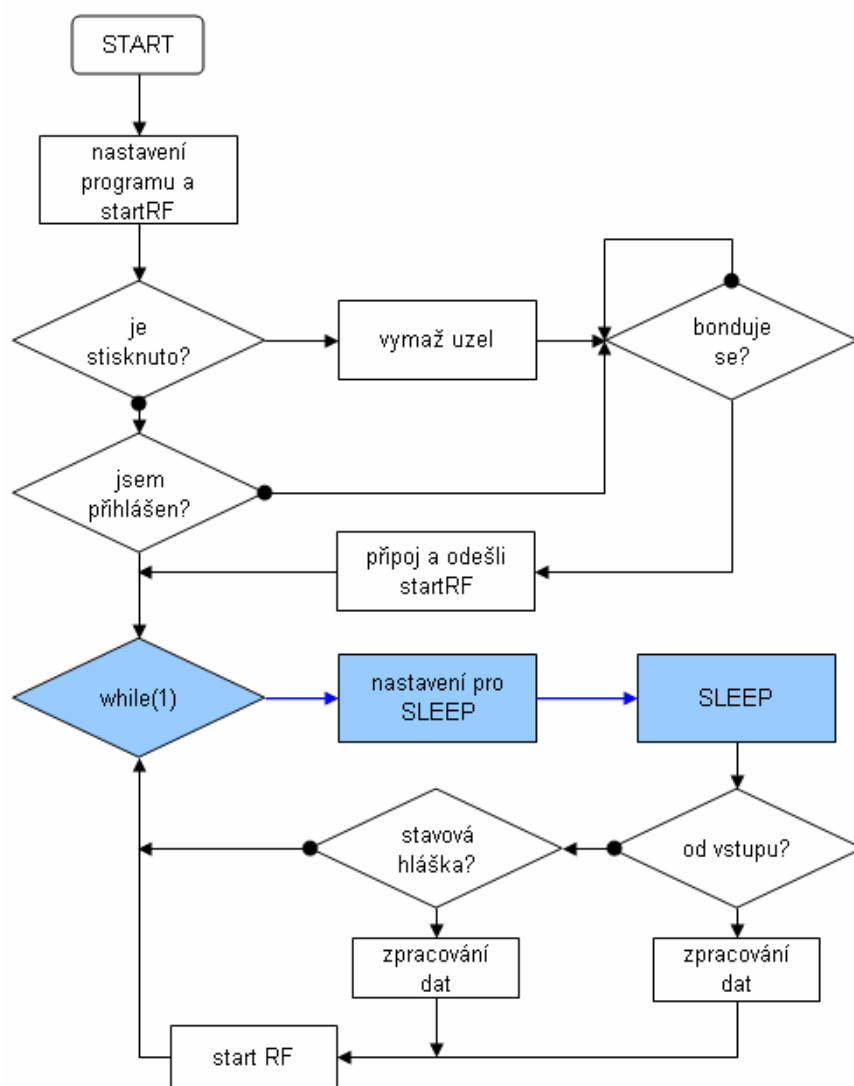 START
nastavení
programu a
startRF
je
stisknuto?
vymaž uzel
bonduje
se?
jsem
přihlášen?
připoj a odešli
startRF
while(1)
nastavení pro
SLEEP
SLEEP
stavová
hláška?
od vstupu?
zpracování
dat
zpracování
dat
start RF